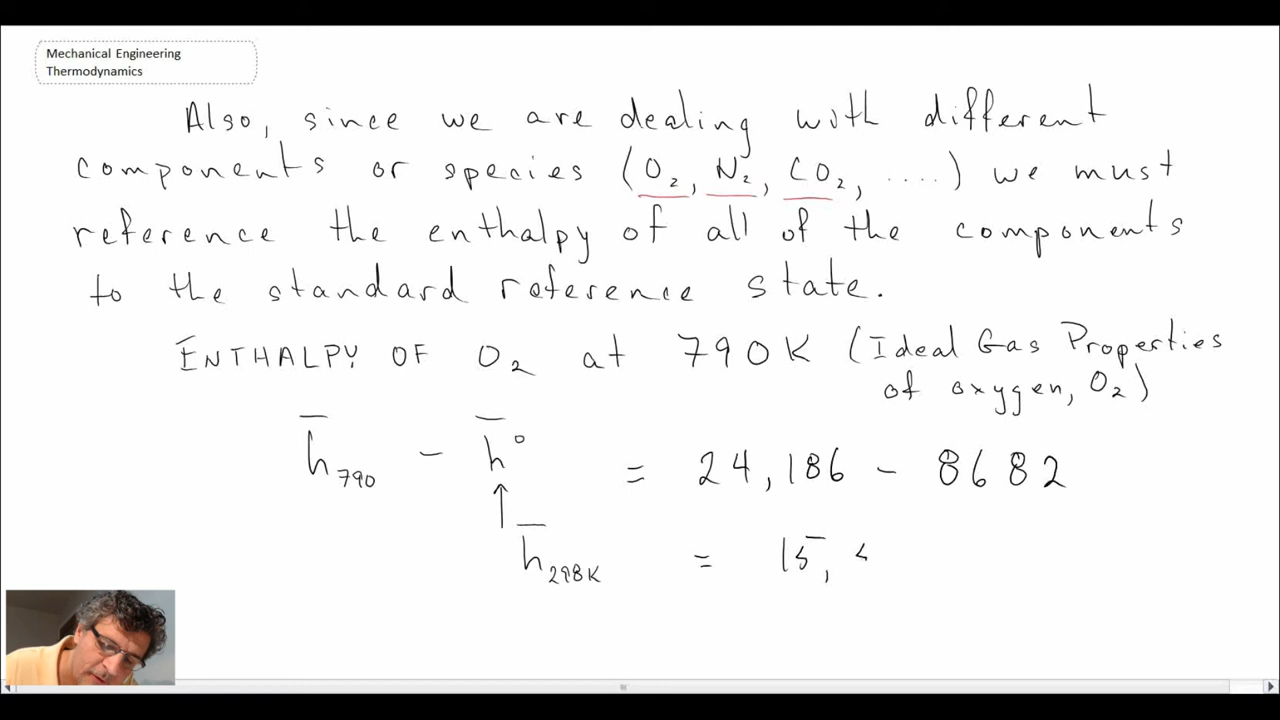 Mechanical Engineering
Thermodynamics
Also, since we are dealing with different
components or species (O₂, N₂, CO₂, ....) we must
reference the enthalpy of all of the components
to the standard reference state.
ENTHALPY OF O₂ at 790K (Ideal Gas Properties
of oxygen, O₂)
h̅₇₉₀ - h̅° = 24,186 - 8682
↑
h̅₂₉₈K = 15,